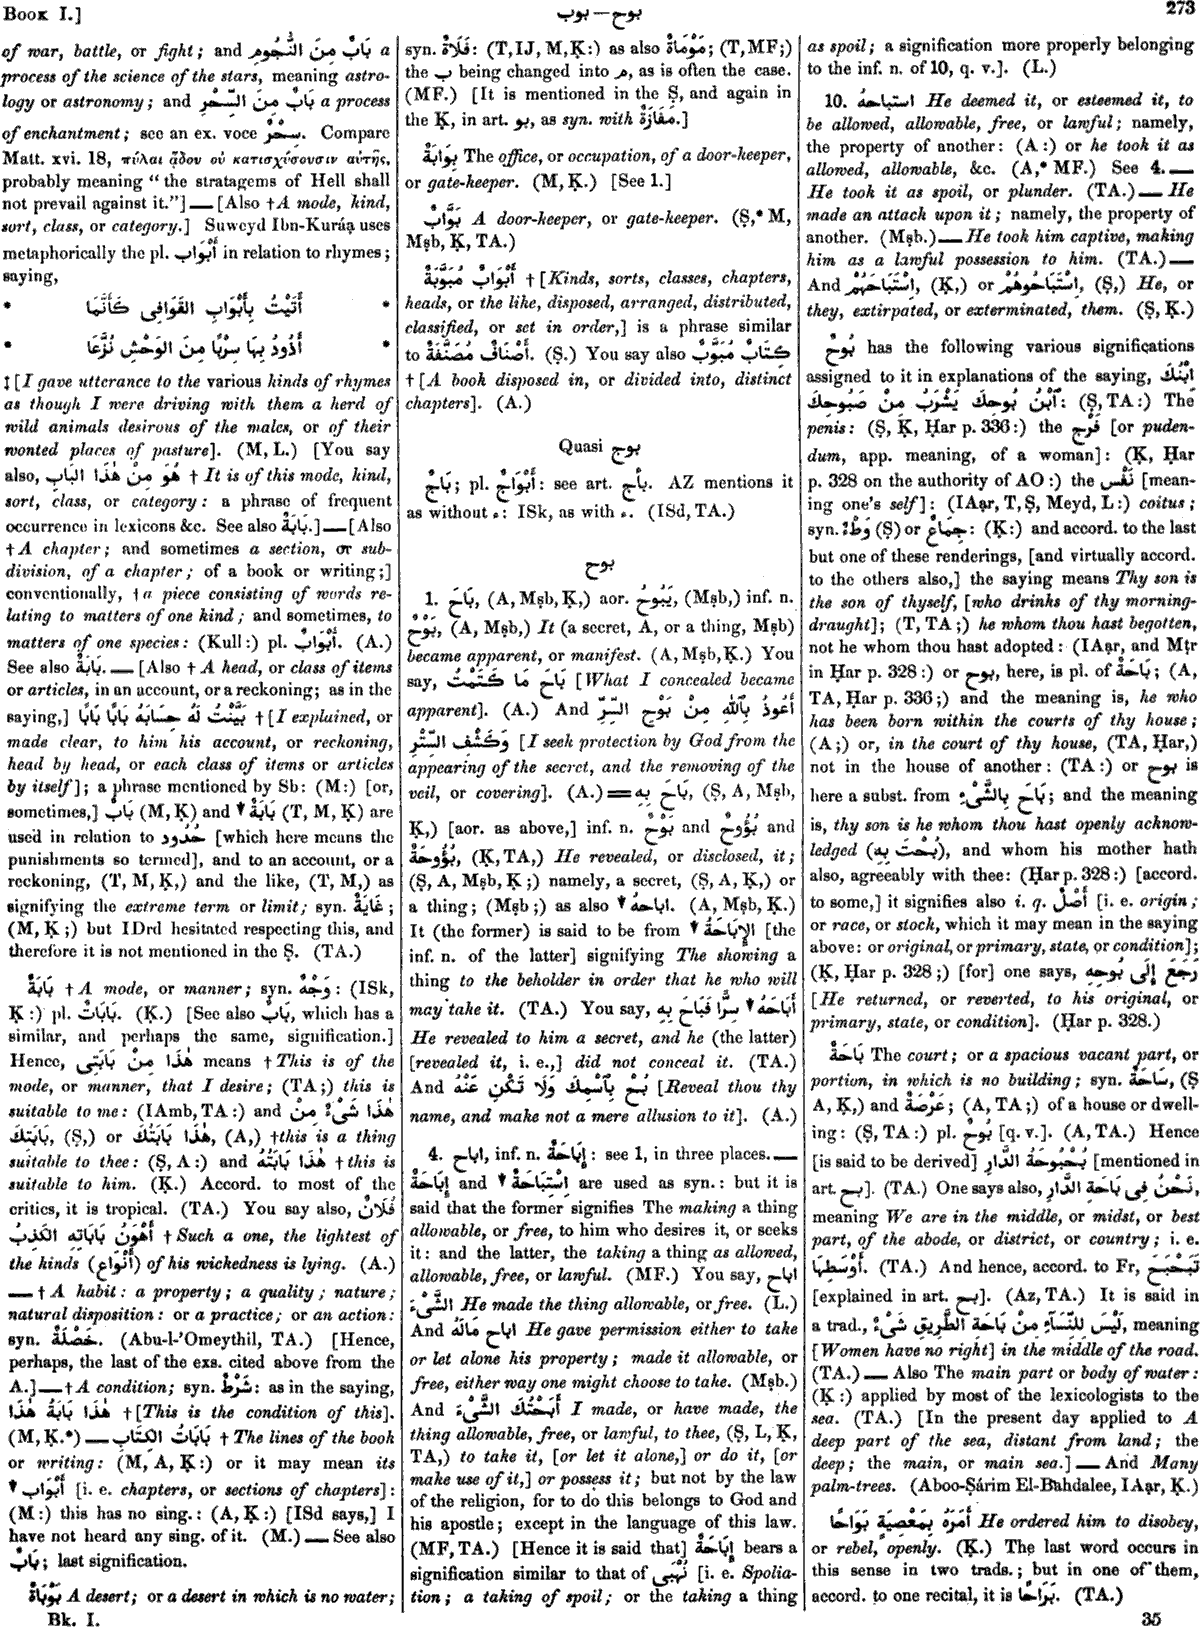 Book I.]
بوح — بوب
273
of war, battle, or fight; and بَابٌ مِنَ النُّجُومِ a
process of the science of the stars, meaning astro-
logy or astronomy; and بَابٌ مِنَ السِّحْرِ a process
of enchantment; see an ex. voce سِحْرٌ. Compare
Matt. xvi. 18, πύλαι ᾅδου οὐ κατισχύσουσιν αὐτῆς,
probably meaning “the stratagems of Hell shall
not prevail against it.”] — [Also †A mode, kind,
sort, class, or category.] Suweyd Ibn-Kuráạ uses
metaphorically the pl. أَبْوَاب in relation to rhymes;
saying,
* أَتَيْتُ بِأَبْوَابِ القَوَافِى كَأَنَّمَا *
* أَذُودُ بِهَا سِرْبًا مِنَ الوَحْشِ نُزَّعَا *
‡[I gave utterance to the various kinds of rhymes
as though I were driving with them a herd of
wild animals desirous of the males, or of their
wonted places of pasture]. (M, L.) [You say
also, هُوَ مِنْ هٰذَا البَابِ † It is of this mode, kind,
sort, class, or category: a phrase of frequent
occurrence in lexicons &c. See also بَابَةٌ.] — [Also
† A chapter; and sometimes a section, or sub-
division, of a chapter; of a book or writing;]
conventionally, †a piece consisting of words re-
lating to matters of one kind; and sometimes, to
matters of one species: (Kull:) pl. أَبْوَابٌ. (A.)
See also بَابَةٌ. — [Also † A head, or class of items
or articles, in an account, or a reckoning; as in the
saying,] بَيَّنْتُ لَهُ حِسَابَهُ بَابًا بَابًا † [I explained, or
made clear, to him his account, or reckoning,
head by head, or each class of items or articles
by itself]; a phrase mentioned by Sb: (M:) [or,
sometimes,] بَابٌ (M, Ḳ) and ▼ بَابَةٌ (T, M, Ḳ) are
used in relation to حُدُود [which here means the
punishments so termed], and to an account, or a
reckoning, (T, M, Ḳ,) and the like, (T, M,) as
signifying the extreme term or limit; syn. غَايَةٌ;
(M, Ḳ;) but IDrd hesitated respecting this, and
therefore it is not mentioned in the Ṣ. (TA.)
بَابَةٌ † A mode, or manner; syn. وَجْهٌ: (ISk,
Ḳ:) pl. بَابَاتٌ. (Ḳ.) [See also بَابٌ, which has a
similar, and perhaps the same, signification.]
Hence, هٰذَا مِنْ بَابَتِى means † This is of the
mode, or manner, that I desire; (TA;) this is
suitable to me: (IAmb, TA:) and هٰذَا شَىْءٌ مِنْ
بَابَتِكَ, (Ṣ,) or هٰذَا بَابَتُكَ, (A,) †this is a thing
suitable to thee: (Ṣ, A:) and هٰذَا بَابَتُهُ † this is
suitable to him. (Ḳ.) Accord. to most of the
critics, it is tropical. (TA.) You say also, فُلَانٌ
أَهْوَنُ بَابَاتِهِ الكَذِبُ † Such a one, the lightest of
the kinds (أَنْوَاع) of his wickedness is lying. (A.)
— † A habit: a property; a quality; nature;
natural disposition: or a practice; or an action:
syn. خَصْلَةٌ. (Abu-l-’Omeythil, TA.) [Hence,
perhaps, the last of the exs. cited above from the
A.] — † A condition; syn. شَرْطٌ: as in the saying,
هٰذَا بَابَةُ هٰذَا † [This is the condition of this].
(M, Ḳ.*) — بَابَاتُ الكِتَابِ † The lines of the book
or writing: (M, A, Ḳ:) or it may mean its
▼ أَبْوَاب [i. e. chapters, or sections of chapters]:
(M:) this has no sing.: (A, Ḳ:) [ISd says,] I
have not heard any sing. of it. (M.) — See also
بَابٌ; last signification.
بَوْبَاةٌ A desert; or a desert in which is no water;
Bk. I.
syn. فَلَاةٌ: (T, IJ, M, Ḳ:) as also مَوْمَاةٌ; (T, MF;)
the ب being changed into م, as is often the case.
(MF.) [It is mentioned in the Ṣ, and again in
the Ḳ, in art. بو, as syn. with مَفَازَةٌ.]
بِوَابَةٌ The office, or occupation, of a door-keeper,
or gate-keeper. (M, Ḳ.) [See 1.]
بَوَّابٌ A door-keeper, or gate-keeper. (Ṣ,* M,
Mṣb, Ḳ, TA.)
أَبْوَابٌ مُبَوَّبَةٌ † [Kinds, sorts, classes, chapters,
heads, or the like, disposed, arranged, distributed,
classified, or set in order,] is a phrase similar
to أَصْنَافٌ مُصَنَّفَةٌ. (Ṣ.) You say also كِتَابٌ مُبَوَّبٌ
† [A book disposed in, or divided into, distinct
chapters]. (A.)
Quasi بوج
بَاجٌ; pl. أَبْوَاجٌ: see art. بأج. AZ mentions it
as without ء: ISk, as with ء. (ISd, TA.)
بوح
1. بَاحَ, (A, Mṣb, Ḳ,) aor. يَبُوحُ, (Mṣb,) inf. n.
بَوْحٌ, (A, Mṣb,) It (a secret, A, or a thing, Mṣb)
became apparent, or manifest. (A, Mṣb, Ḳ.) You
say, بَاحَ مَا كَتَمْتُ [What I concealed became
apparent]. (A.) And أَعُوذُ بِٱللّٰهِ مِنْ بَوْحِ السِّرِّ
وَكَشْفِ السِّتْرِ [I seek protection by God from the
appearing of the secret, and the removing of the
veil, or covering]. (A.) ＝ بَاحَ بِهِ, (Ṣ, A, Mṣb,
Ḳ,) [aor. as above,] inf. n. بَوْحٌ and بُؤُوحٌ and
بُؤُوحَةٌ, (Ḳ, TA,) He revealed, or disclosed, it;
(Ṣ, A, Mṣb, Ḳ;) namely, a secret, (Ṣ, A, Ḳ,) or
a thing; (Mṣb;) as also ▼ اباحهُ. (A, Mṣb, Ḳ.)
It (the former) is said to be from ▼ الإِبَاحَةُ [the
inf. n. of the latter] signifying The showing a
thing to the beholder in order that he who will
may take it. (TA.) You say, أَبَاحَهُ ▼ سِرًّا فَبَاحَ بِهِ
He revealed to him a secret, and he (the latter)
[revealed it, i. e.,] did not conceal it. (TA.)
And بُحْ بِٱسْمِكَ وَلَا تَكْنِ عَنْهُ [Reveal thou thy
name, and make not a mere allusion to it]. (A.)
4. اباح, inf. n. إِبَاحَةٌ: see 1, in three places. —
إِبَاحَةٌ and ▼ اِسْتِبَاحَةٌ are used as syn.: but it is
said that the former signifies The making a thing
allowable, or free, to him who desires it, or seeks
it: and the latter, the taking a thing as allowed,
allowable, free, or lawful. (MF.) You say, اباح
الشَّىْءَ He made the thing allowable, or free. (L.)
And اباح مَالَهُ He gave permission either to take
or let alone his property; made it allowable, or
free, either way one might choose to take. (Mṣb.)
And أَبَحْتُكَ الشَّىْءَ I made, or have made, the
thing allowable, free, or lawful, to thee, (Ṣ, L, Ḳ,
TA,) to take it, [or let it alone,] or do it, [or
make use of it,] or possess it; but not by the law
of the religion, for to do this belongs to God and
his apostle; except in the language of this law.
(MF, TA.) [Hence it is said that] إِبَاحَةٌ bears a
signification similar to that of نُهْبَى [i. e. Spolia-
tion; a taking of spoil; or the taking a thing
as spoil; a signification more properly belonging
to the inf. n. of 10, q. v.]. (L.)
10. استباحهُ He deemed it, or esteemed it, to
be allowed, allowable, free, or lawful; namely,
the property of another: (A:) or he took it as
allowed, allowable, &c. (A,* MF.) See 4. —
He took it as spoil, or plunder. (TA.) — He
made an attack upon it; namely, the property of
another. (Mṣb.) — He took him captive, making
him as a lawful possession to him. (TA.) —
And اِسْتَبَاحَهُمْ, (Ḳ,) or اِسْتَبَاحُوهُمْ, (Ṣ,) He, or
they, extirpated, or exterminated, them. (Ṣ, Ḳ.)
بُوحٌ has the following various significations
assigned to it in explanations of the saying, اِبْنُكَ
ٱبْنُ بُوحِكَ يَشْرَبُ مِنْ صَبُوحِكَ: (Ṣ, TA:) The
penis: (Ṣ, Ḳ, Ḥar p. 336:) the فَرْج [or puden-
dum, app. meaning, of a woman]: (Ḳ, Ḥar
p. 328 on the authority of AO:) the نَفْس [mean-
ing one's self]: (IAạr, T, Ṣ, Meyd, L:) coitus;
syn. وَطْءٌ (Ṣ) or جِمَاعٌ: (Ḳ:) and accord. to the last
but one of these renderings, [and virtually accord.
to the others also,] the saying means Thy son is
the son of thyself, [who drinks of thy morning-
draught]; (T, TA;) he whom thou hast begotten,
not he whom thou hast adopted: (IAạr, and Mṭr
in Ḥar p. 328:) or بوح, here, is pl. of بَاحَةٌ; (A,
TA, Ḥar p. 336;) and the meaning is, he who
has been born within the courts of thy house;
(A;) or, in the court of thy house, (TA, Ḥar,)
not in the house of another: (TA:) or بوح is
here a subst. from بَاحَ بِالشَّىْءِ; and the meaning
is, thy son is he whom thou hast openly acknow-
ledged (بُحْتَ بِهِ), and whom his mother hath
also, agreeably with thee: (Ḥar p. 328:) [accord.
to some,] it signifies also i. q. أَصْلٌ [i. e. origin;
or race, or stock, which it may mean in the saying
above: or original, or primary, state, or condition];
(Ḳ, Ḥar p. 328;) [for] one says, رَجَعَ إِلَى بُوحِهِ
[He returned, or reverted, to his original, or
primary, state, or condition]. (Ḥar p. 328.)
بَاحَةٌ The court; or a spacious vacant part, or
portion, in which is no building; syn. سَاحَةٌ, (Ṣ
A, Ḳ,) and عَرْصَةٌ; (A, TA;) of a house or dwell-
ing: (Ṣ, TA:) pl. بُوحٌ [q. v.]. (A, TA.) Hence
[is said to be derived] بُحْبُوحَةُ الدَّارِ [mentioned in
art. بح]. (TA.) One says also, نَحْنُ فِى بَاحَةِ الدَّارِ,
meaning We are in the middle, or midst, or best
part, of the abode, or district, or country; i. e.
أَوْسَطِهَا. (TA.) And hence, accord. to Fr, تَبَحْبَحَ
[explained in art. بح]. (Az, TA.) It is said in
a trad., لَيْسَ لِلنِّسَآءِ مِنْ بَاحَةِ الطَّرِيقِ شَىْءٌ, meaning
[Women have no right] in the middle of the road.
(TA.) — Also The main part or body of water:
(Ḳ:) applied by most of the lexicologists to the
sea. (TA.) [In the present day applied to A
deep part of the sea, distant from land; the
deep; the main, or main sea.] — And Many
palm-trees. (Aboo-Ṣárim El-Bahdalee, IAạr, Ḳ.)
أَمَرَهُ بِمَعْصِيَةٍ بَوَاحًا He ordered him to disobey,
or rebel, openly. (Ḳ.) The last word occurs in
this sense in two trads.; but in one of them,
accord. to one recital, it is بَرَاحًا. (TA.)
35